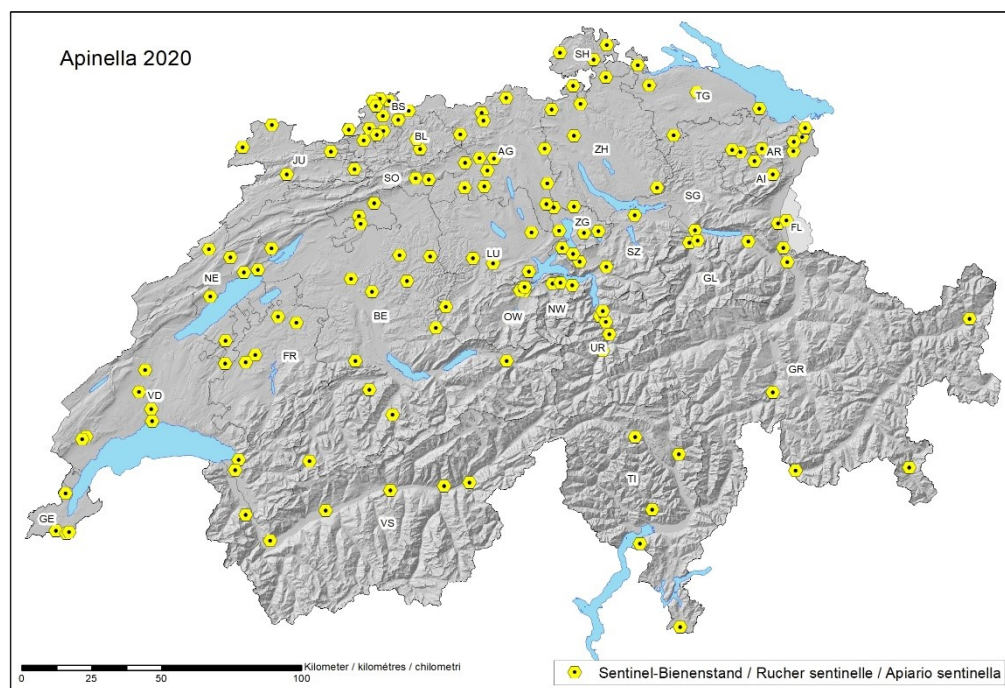 Apinella 2020
SH
TG
BS
BL
JU
AG
ZH
AR
AI
SO
SG
ZG
FL
LU
SZ
NE
GL
BE
OW
NW
UR
FR
GR
VD
TI
GE
VS
Kilometer / kilométres / chilometri
0 25 50 100
Sentinel-Bienenstand / Rucher sentinelle / Apiario sentinella